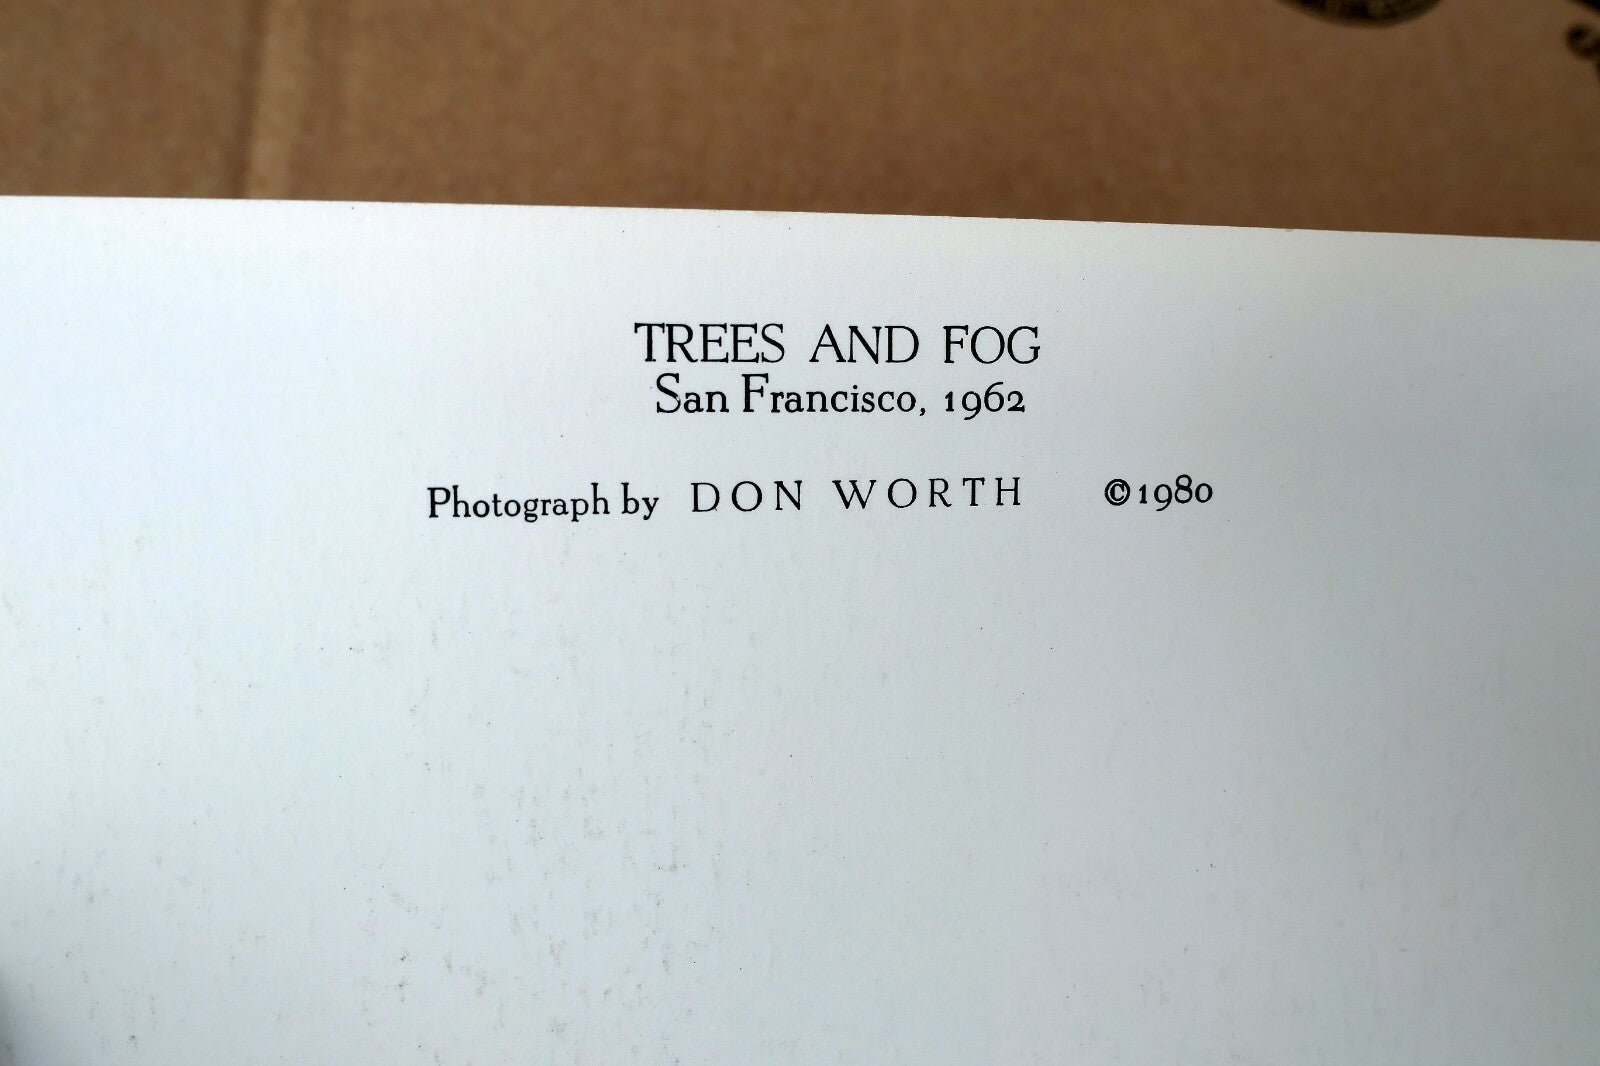 TREES AND FOG
San Francisco, 1962
Photograph by DON WORTH ©1980